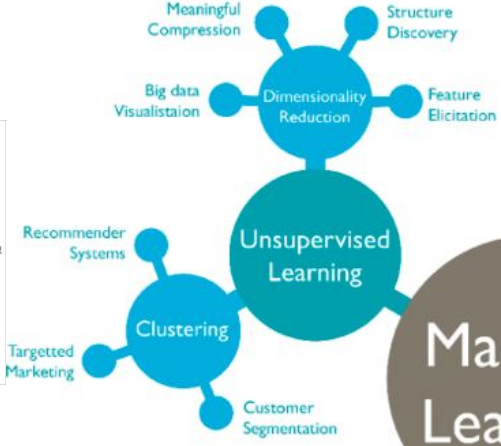 Meaningful
Compression
Structure
Discovery
Big data
Visualistaion
Dimensionality
Reduction
Feature
Elicitation
Recommender
Systems
Unsupervised
Learning
Clustering
Targetted
Marketing
Customer
Segmentation
Ma
Lea